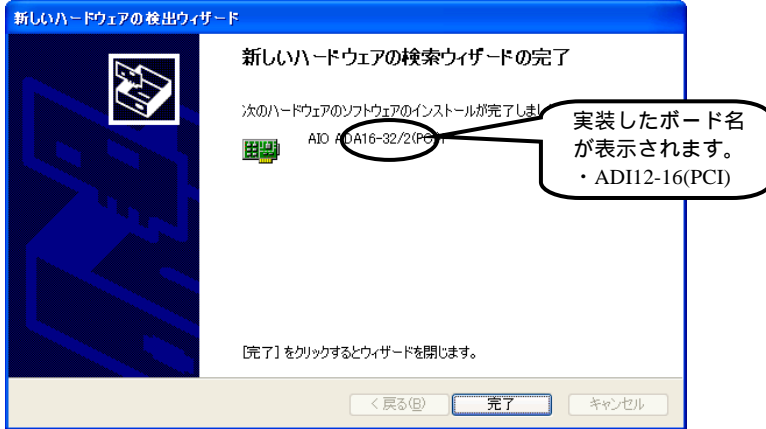 新しいハードウェアの検出ウィザード
新しいハードウェアの検索ウィザードの完了
次のハードウェアのソフトウェアのインストールが完了しまし
AIO ADA16-32/2(PCI)
実装したボード名
が表示されます。
・ADI12-16(PCI)
[完了] をクリックするとウィザードを閉じます。
< 戻る(B)
完了
キャンセル